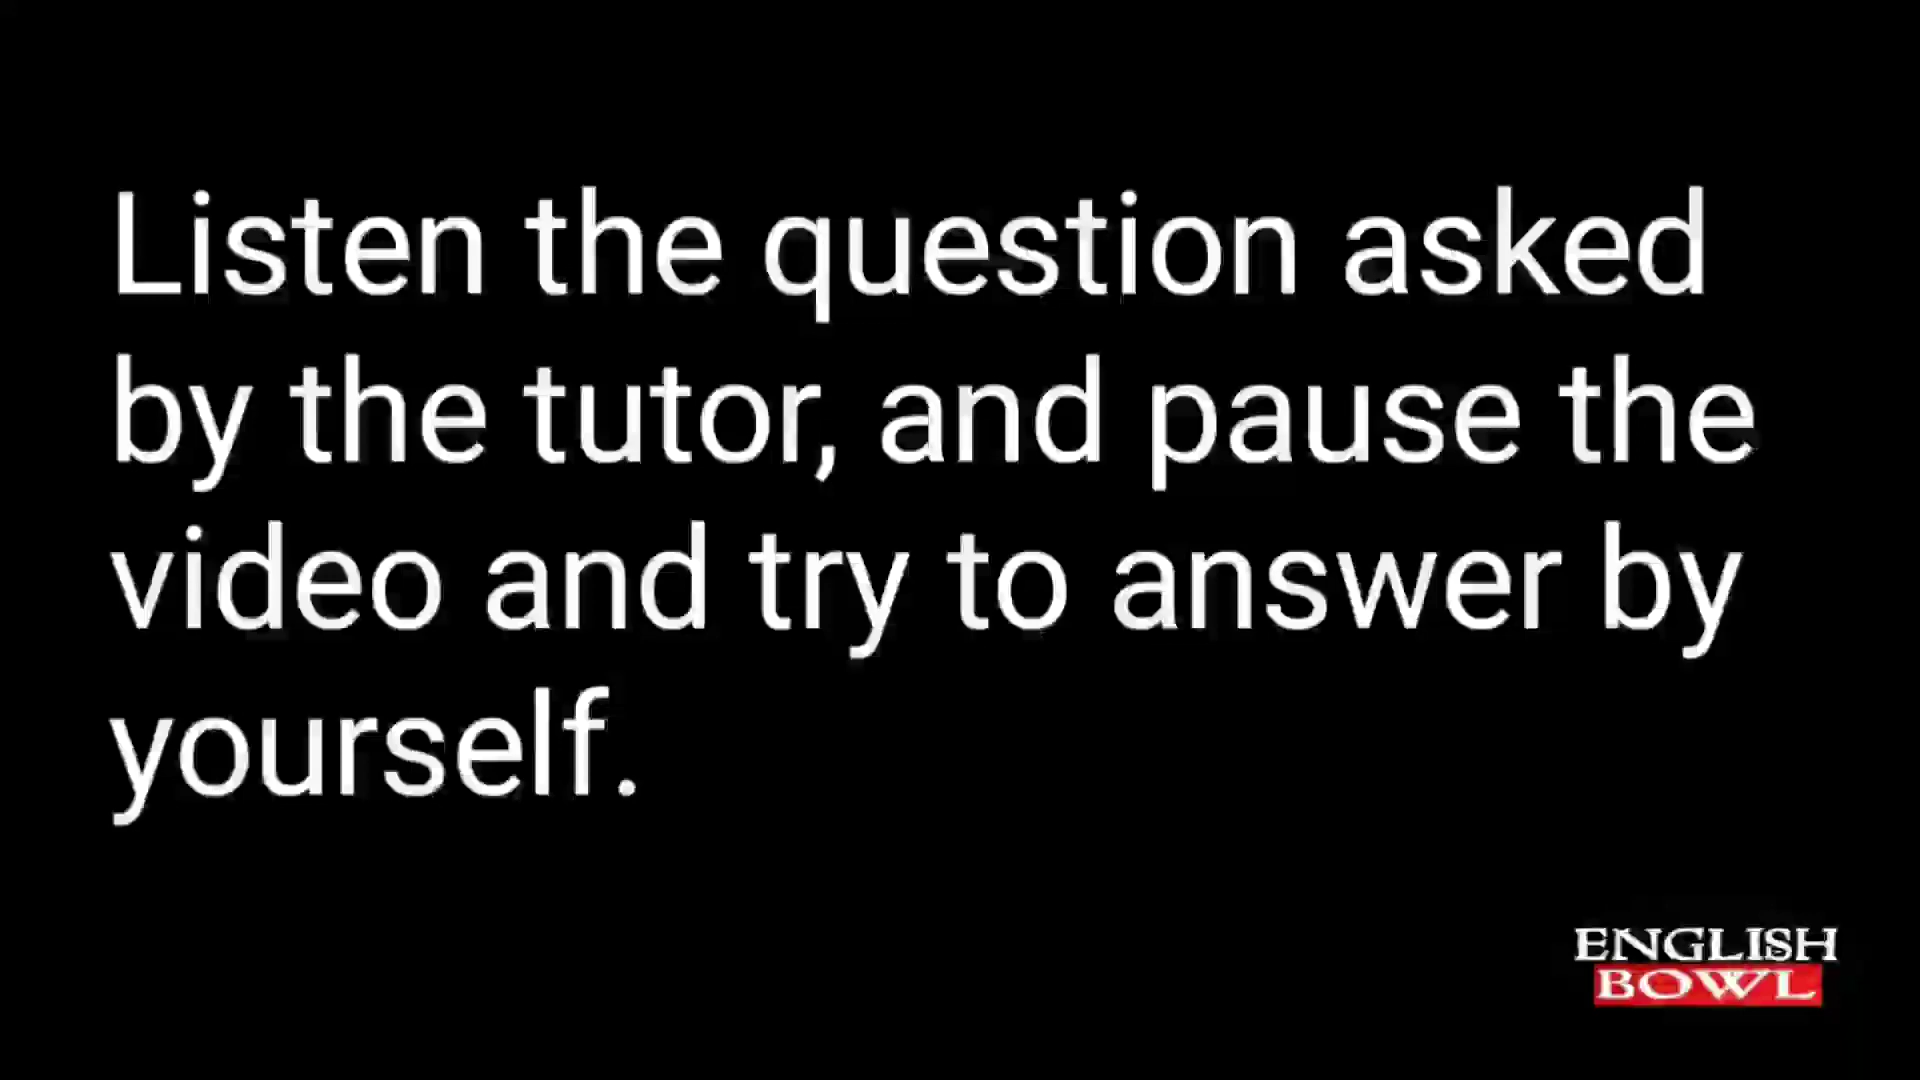 Listen the question asked
by the tutor, and pause the
video and try to answer by
yourself.
ENGLISH
BOWL